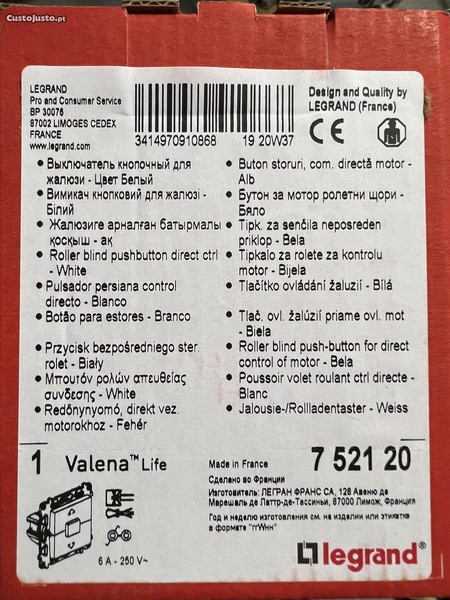 CustoJusto.pt
LEGRAND
Pro and Consumer Service
BP 30076
87002 LIMOGES CEDEX
FRANCE
www.legrand.com
3414970910868
19 20W37
Design and Quality by
LEGRAND (France)
CE
• Выключатель кнопочный для
жалюзи - Цвет Белый
• Вимикач кнопковий для жалюзі -
Білий
• Жалюзиге арналған батырмалы
қосқыш - ақ
• Roller blind pushbutton direct ctrl
- White
• Pulsador persiana control
directo - Blanco
• Botão para estores - Branco
• Przycisk bezpośredniego ster.
rolet - Biały
• Μπουτόν ρολών απευθείας
συνδεσης - White
• Redőnynyomó, direkt vez.
motorokhoz - Fehér
• Buton storuri, com. directă motor -
Alb
• Бутон за мотор ролетни щори -
Бяло
• Tipk. za senčila neposreden
priklop - Bela
• Tipkalo za rolete za kontrolu
motor - Bijela
• Tlačítko ovládání žaluzií - Bílá
• Tlač. ovl. žalúzií priame ovl. mot
- Biela
• Roller blind push-button for direct
control of motor - Bela
• Poussoir volet roulant ctrl directe -
Blanc
• Jalousie-/Rollladentaster - Weiss
1 Valena™ Life
6 A - 250 V~
Made in France
7 521 20
Сделано во Франции
Изготовитель: ЛЕГРАН ФРАНС СА, 128 Авеню де
Марешаль де Латтр-де-Тассиньи, 87000 Лимож, Франция
Год и неделю изготовления см. на изделии или этикетке
в формате "ггWнн"
legrand®